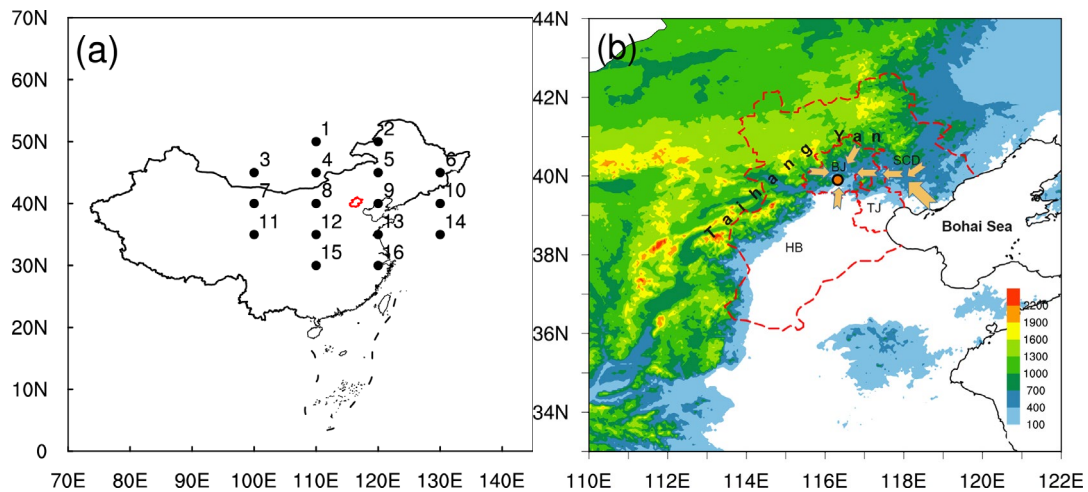 (a)
70N
60N
50N
40N
30N
20N
10N
0
70E 80E 90E 100E 110E 120E 130E 140E
1 2
3 4 5 6
7 8 9 10
11 12 13 14
15 16
(b)
44N
42N
40N
38N
36N
34N
110E 112E 114E 116E 118E 120E 122E
Taihang
Yan
BJ
SCD
TJ
HB
Bohai Sea
2200
1900
1600
1300
1000
700
400
100